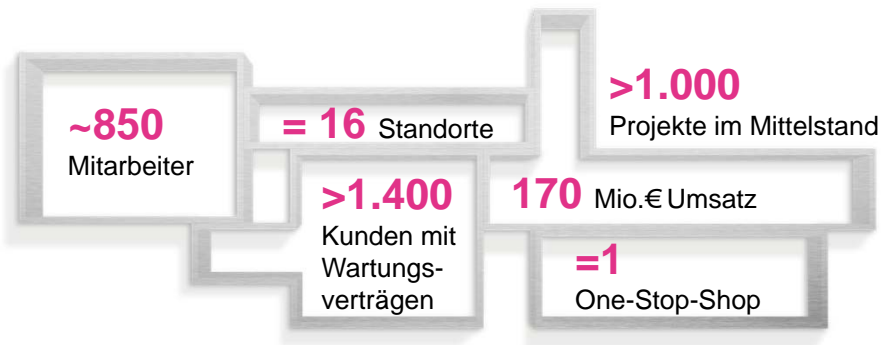 ~850
Mitarbeiter
= 16 Standorte
>1.000
Projekte im Mittelstand
>1.400
Kunden mit
Wartungs-
verträgen
170 Mio.€ Umsatz
=1
One-Stop-Shop